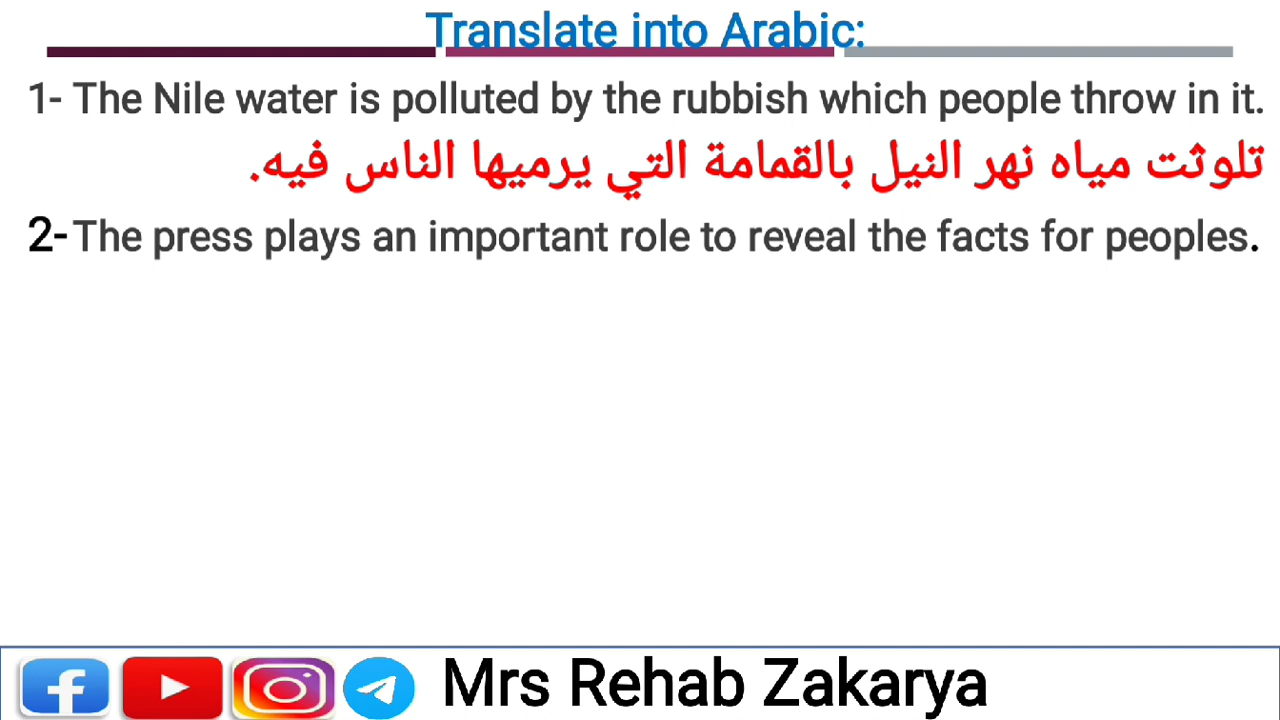 Translate into Arabic:
1- The Nile water is polluted by the rubbish which people throw in it.
تلوثت مياه نهر النيل بالقمامة التي يرميها الناس فيه.
2- The press plays an important role to reveal the facts for peoples.
Mrs Rehab Zakarya